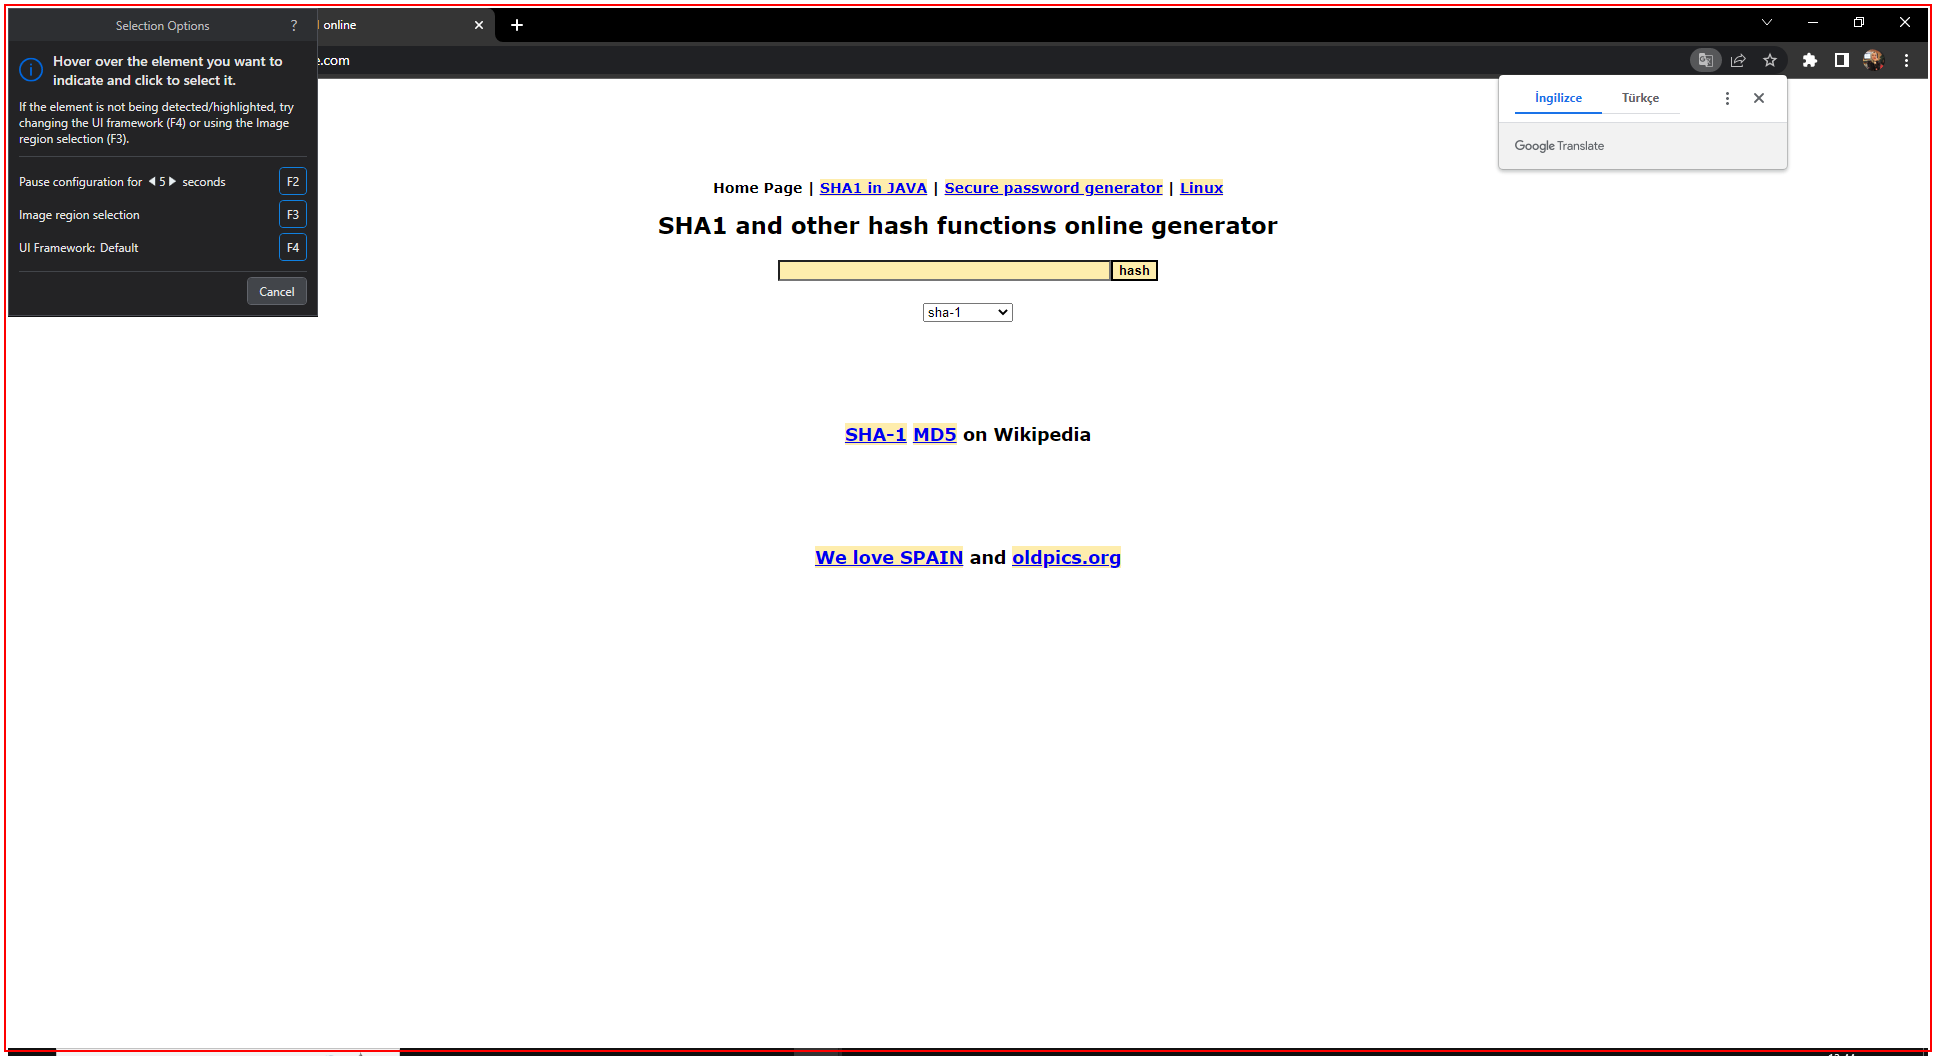 Selection Options ?
online
Hover over the element you want to
indicate and click to select it.
.com
If the element is not being detected/highlighted, try
changing the UI framework (F4) or using the Image
region selection (F3).
İngilizce Türkçe
Google Translate
Pause configuration for 5 seconds F2
Image region selection F3
UI Framework: Default F4
Cancel
Home Page | SHA1 in JAVA | Secure password generator | Linux
SHA1 and other hash functions online generator
hash
sha-1
SHA-1 MD5 on Wikipedia
We love SPAIN and oldpics.org